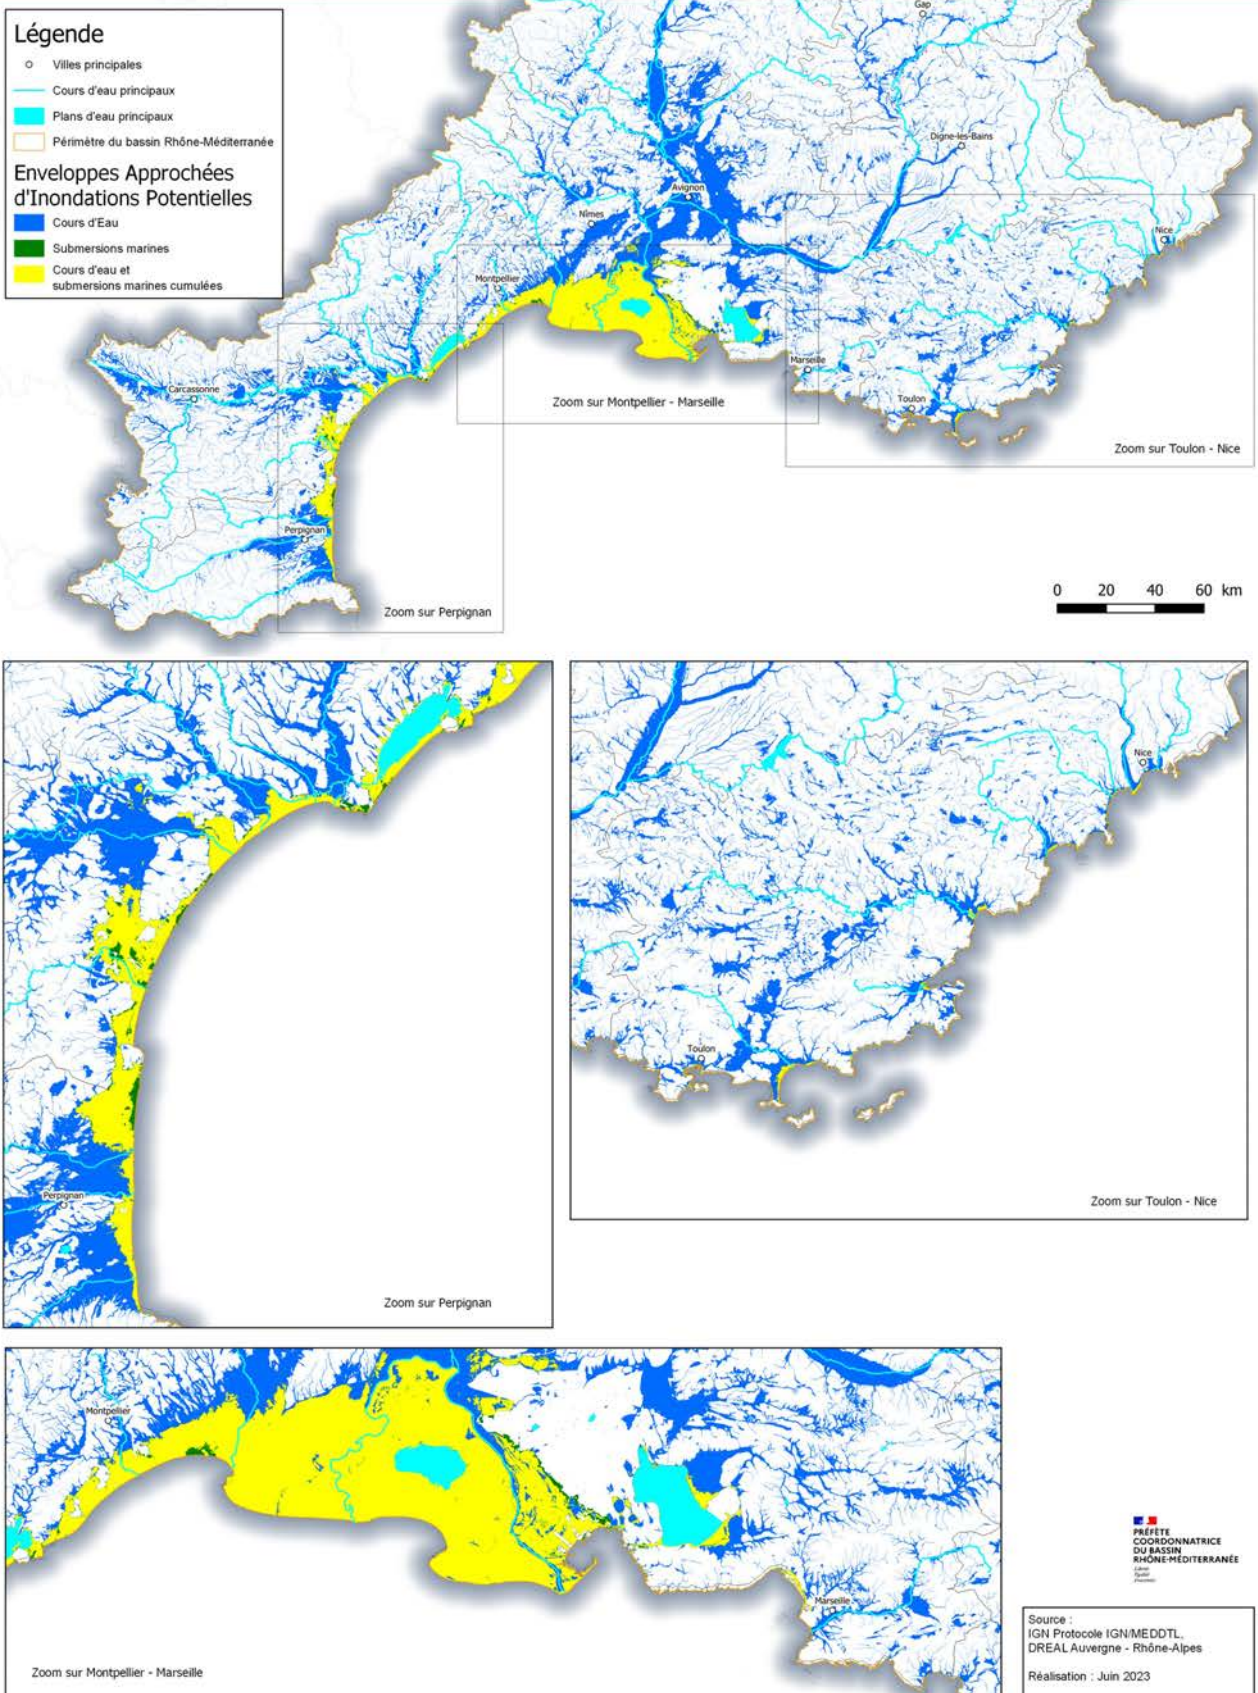 Légende
Villes principales
Cours d'eau principaux
Plans d'eau principaux
Périmètre du bassin Rhône-Méditerranée
Enveloppes Approchées
d'Inondations Potentielles
Cours d'Eau
Submersions marines
Cours d'eau et
submersions marines cumulées
Gap
Digne-les-Bains
Avignon
Nîmes
Nice
Montpellier
Marseille
Carcassonne
Toulon
Zoom sur Montpellier - Marseille
Zoom sur Toulon - Nice
Perpignan
Zoom sur Perpignan
0 20 40 60 km
Perpignan
Zoom sur Perpignan
Nice
Toulon
Zoom sur Toulon - Nice
Montpellier
Marseille
Zoom sur Montpellier - Marseille
PRÉFÈTE
COORDONNATRICE
DU BASSIN
RHÔNE-MÉDITERRANÉE
Source :
IGN Protocole IGN/MEDDTL,
DREAL Auvergne - Rhône-Alpes
Réalisation : Juin 2023